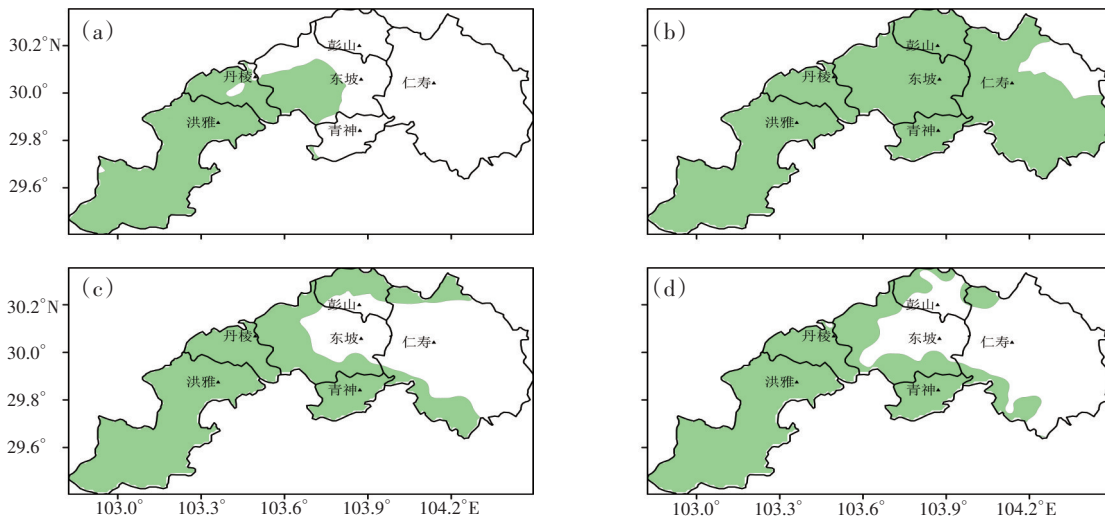 (a)
30.2°N
30.0°
29.8°
29.6°
彭山
丹棱
东坡
仁寿
洪雅
青神
(b)
彭山
丹棱
东坡
仁寿
洪雅
青神
(c)
30.2°N
30.0°
29.8°
29.6°
彭山
丹棱
东坡
仁寿
洪雅
青神
103.0° 103.3° 103.6° 103.9° 104.2°E
(d)
彭山
丹棱
东坡
仁寿
洪雅
青神
103.0° 103.3° 103.6° 103.9° 104.2°E